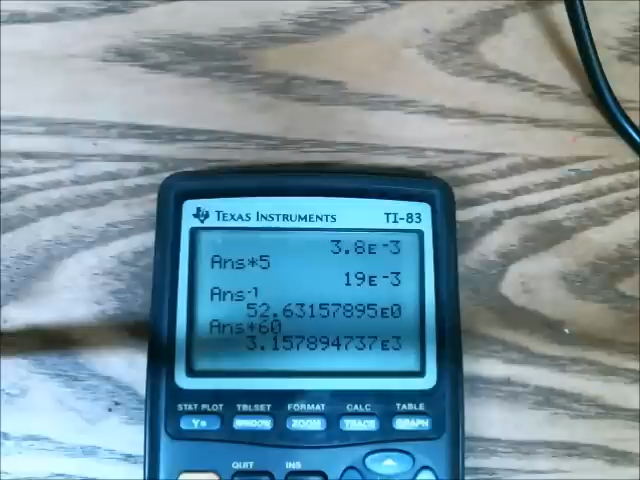 TEXAS INSTRUMENTS TI-83
3.8E-3
Ans*5
19E-3
Ans-1
52.63157895E0
Ans*60
3.157894737E3
STAT PLOT TBLSET FORMAT CALC TABLE
Y= WINDOW ZOOM TRACE GRAPH
QUIT INS